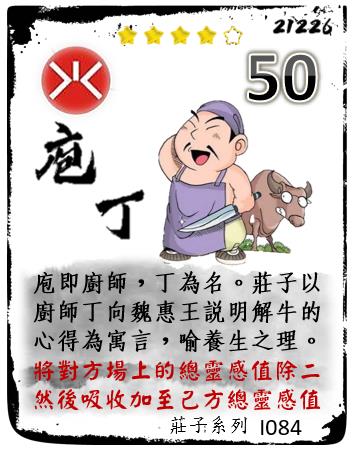 21226
50
庖丁
庖即廚師，丁為名。莊子以
廚師丁向魏惠王說明解牛的
心得為寓言，喻養生之理。
將對方場上的總靈感值除二
然後吸收加至己方總靈感值
莊子系列 I084